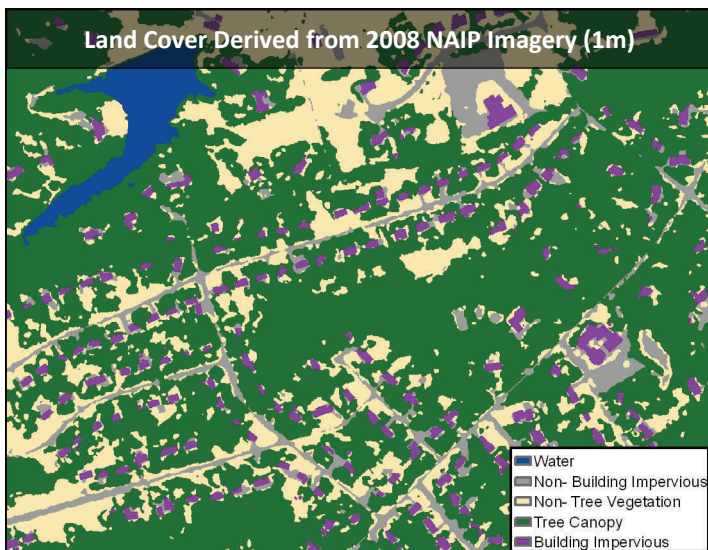 Land Cover Derived from 2008 NAIP Imagery (1m)
Water
Non- Building Impervious
Non- Tree Vegetation
Tree Canopy
Building Impervious